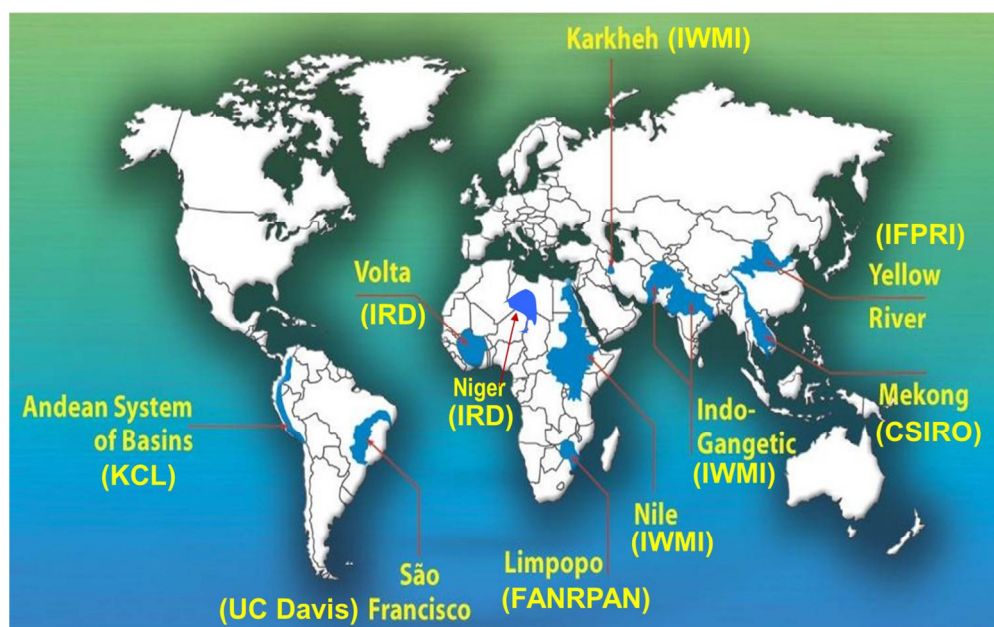 Karkheh (IWMI)
(IFPRI)
Yellow
River
Volta
(IRD)
Niger
(IRD)
Andean System
of Basins
(KCL)
Indo-
Gangetic
(IWMI)
Mekong
(CSIRO)
Nile
(IWMI)
Limpopo
(FANRPAN)
São
(UC Davis) Francisco